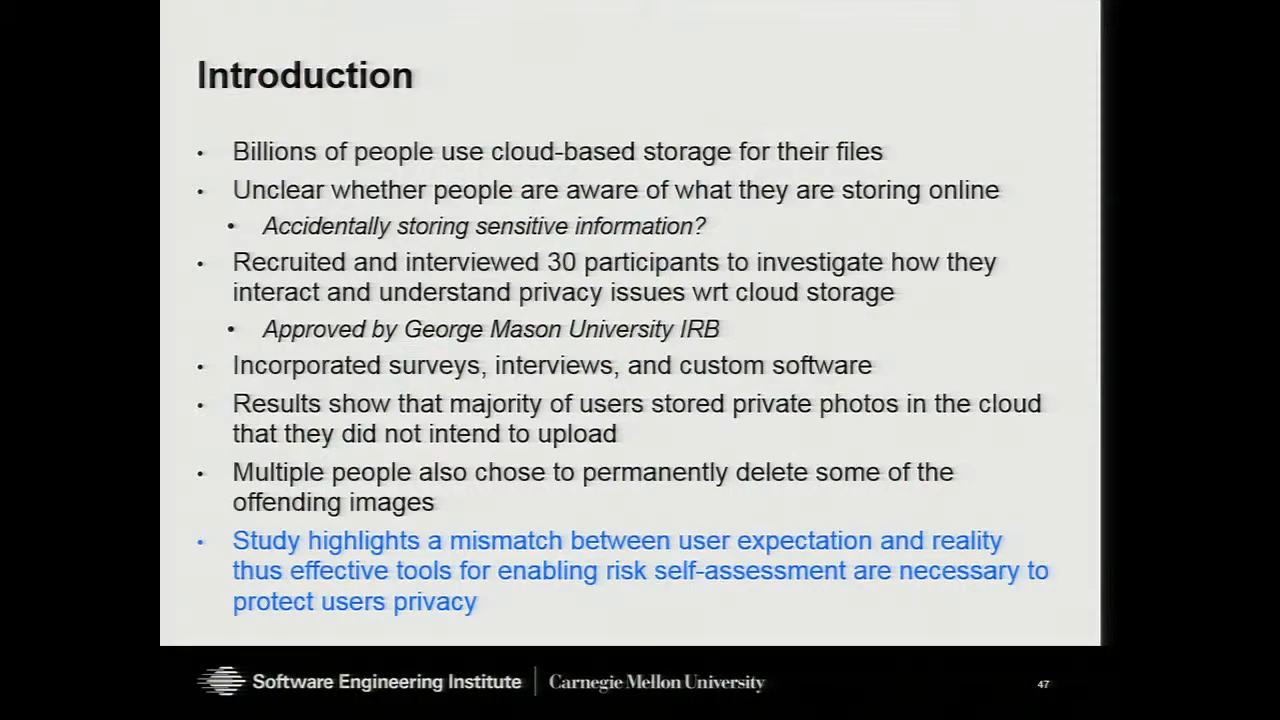 Introduction
• Billions of people use cloud-based storage for their files
• Unclear whether people are aware of what they are storing online
• Accidentally storing sensitive information?
• Recruited and interviewed 30 participants to investigate how they
interact and understand privacy issues wrt cloud storage
• Approved by George Mason University IRB
• Incorporated surveys, interviews, and custom software
• Results show that majority of users stored private photos in the cloud
that they did not intend to upload
• Multiple people also chose to permanently delete some of the
offending images
• Study highlights a mismatch between user expectation and reality
thus effective tools for enabling risk self-assessment are necessary to
protect users privacy
Software Engineering Institute | Carnegie Mellon University
47